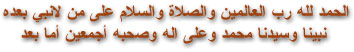 الحمد لله رب العالمين والصلاة والسلام على من لانبي بعده
نبينا وسيدنا محمد وعلى اله وصحبه أجمعين أما بعد